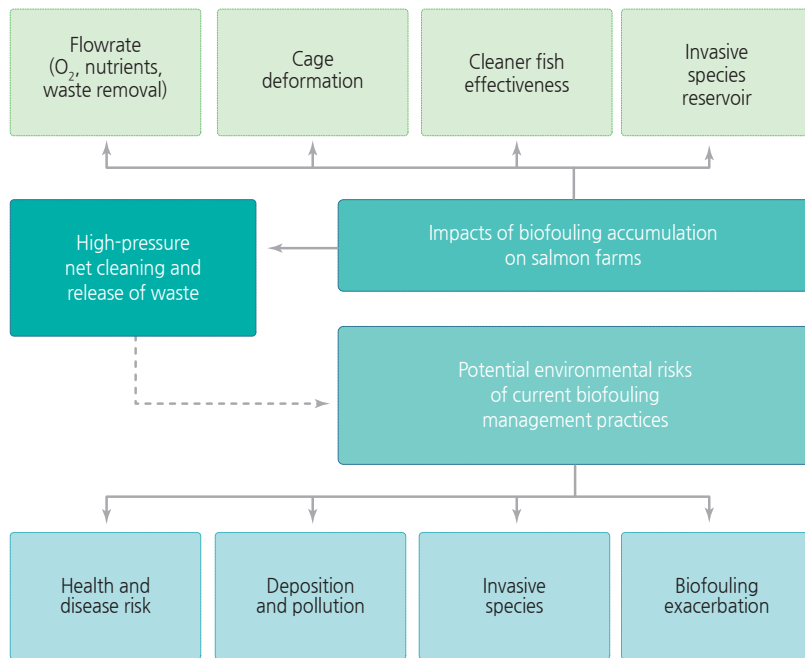 Flowrate
(O₂, nutrients,
waste removal)
Cage
deformation
Cleaner fish
effectiveness
Invasive
species
reservoir
High-pressure
net cleaning and
release of waste
Impacts of biofouling accumulation
on salmon farms
Potential environmental risks
of current biofouling
management practices
Health and
disease risk
Deposition
and pollution
Invasive
species
Biofouling
exacerbation